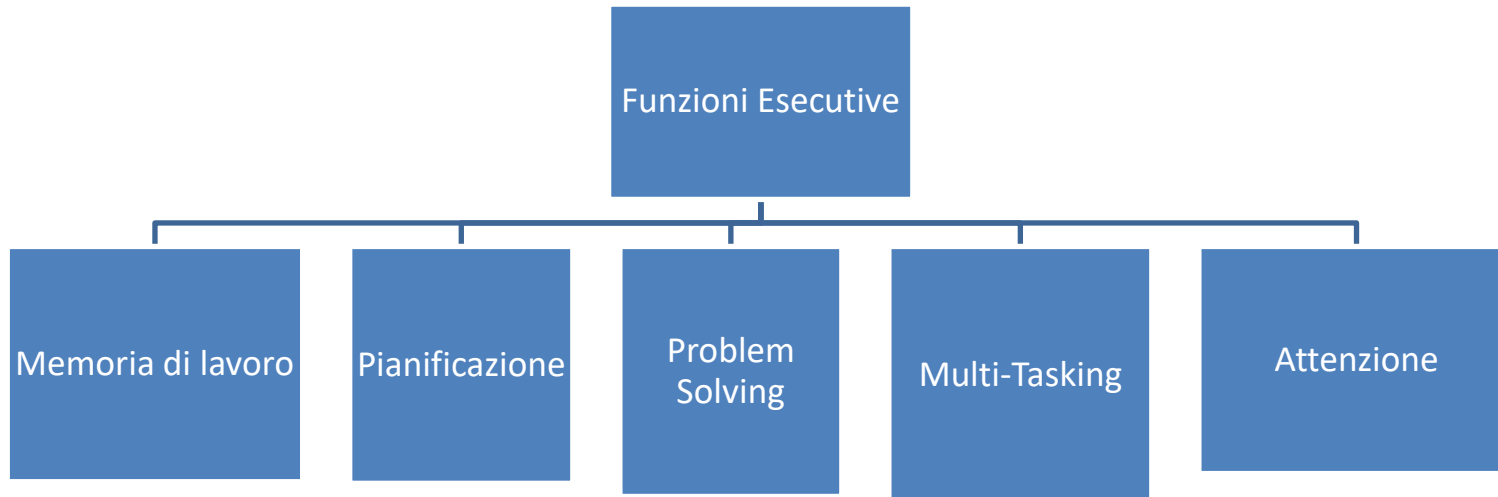 Funzioni Esecutive
Memoria di lavoro
Pianificazione
Problem
Solving
Multi-Tasking
Attenzione